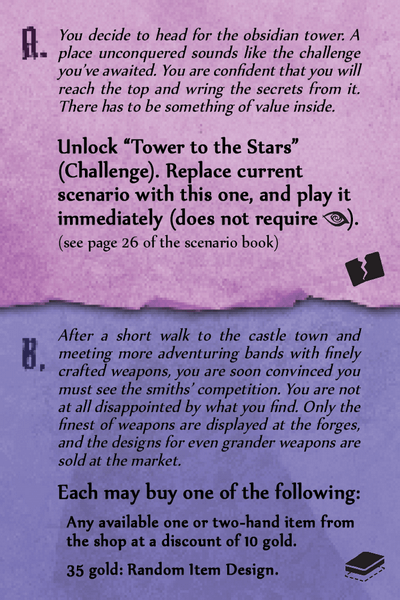 A.
You decide to head for the obsidian tower. A
place unconquered sounds like the challenge
you've awaited. You are confident that you will
reach the top and wring the secrets from it.
There has to be something of value inside.
Unlock “Tower to the Stars”
(Challenge). Replace current
scenario with this one, and play it
immediately (does not require ).
(see page 26 of the scenario book)
B.
After a short walk to the castle town and
meeting more adventuring bands with finely
crafted weapons, you are soon convinced you
must see the smiths' competition. You are not
at all disappointed by what you find. Only the
finest of weapons are displayed at the forges,
and the designs for even grander weapons are
sold at the market.
Each may buy one of the following:
Any available one or two-hand item from
the shop at a discount of 10 gold.
35 gold: Random Item Design.